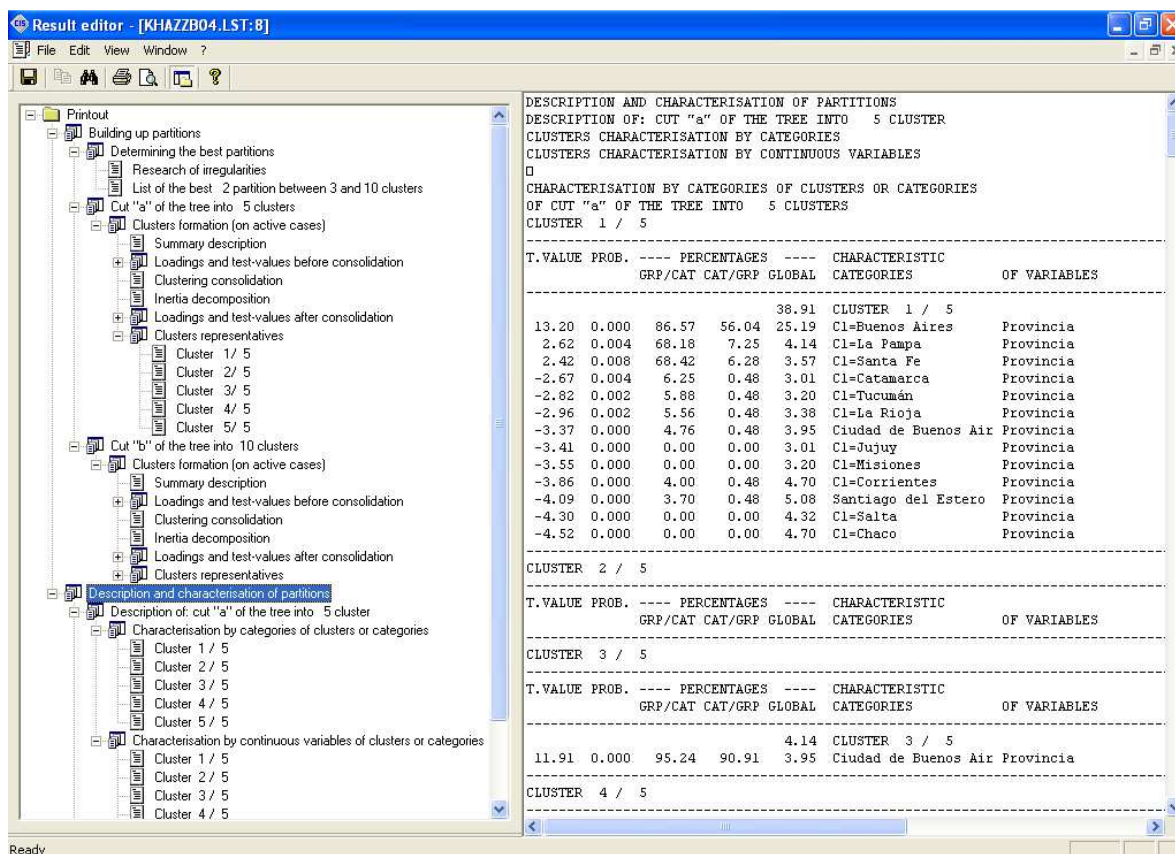 Result editor - [KHAZZB04.LST:8]
File Edit View Window ?
Printout
Building up partitions
Determining the best partitions
Research of irregularities
List of the best 2 partition between 3 and 10 clusters
Cut "a" of the tree into 5 clusters
Clusters formation (on active cases)
Summary description
Loadings and test-values before consolidation
Clustering consolidation
Inertia decomposition
Loadings and test-values after consolidation
Clusters representatives
Cluster 1/ 5
Cluster 2/ 5
Cluster 3/ 5
Cluster 4/ 5
Cluster 5/ 5
Cut "b" of the tree into 10 clusters
Clusters formation (on active cases)
Summary description
Loadings and test-values before consolidation
Clustering consolidation
Inertia decomposition
Loadings and test-values after consolidation
Clusters representatives
Description and characterisation of partitions
Description of: cut "a" of the tree into 5 cluster
Characterisation by categories of clusters or categories
Cluster 1 / 5
Cluster 2 / 5
Cluster 3 / 5
Cluster 4 / 5
Cluster 5 / 5
Characterisation by continuous variables of clusters or categories
Cluster 1 / 5
Cluster 2 / 5
Cluster 3 / 5
Cluster 4 / 5
DESCRIPTION AND CHARACTERISATION OF PARTITIONS
DESCRIPTION OF: CUT "a" OF THE TREE INTO 5 CLUSTER
CLUSTERS CHARACTERISATION BY CATEGORIES
CLUSTERS CHARACTERISATION BY CONTINUOUS VARIABLES
CHARACTERISATION BY CATEGORIES OF CLUSTERS OR CATEGORIES
OF CUT "a" OF THE TREE INTO 5 CLUSTERS
CLUSTER 1 / 5
T.VALUE PROB. ---- PERCENTAGES ---- CHARACTERISTIC
GRP/CAT CAT/GRP GLOBAL CATEGORIES OF VARIABLES
38.91 CLUSTER 1 / 5
13.20 0.000 86.57 56.04 25.19 C1=Buenos Aires Provincia
2.62 0.004 68.18 7.25 4.14 C1=La Pampa Provincia
2.42 0.008 68.42 6.28 3.57 C1=Santa Fe Provincia
-2.67 0.004 6.25 0.48 3.01 C1=Catamarca Provincia
-2.82 0.002 5.88 0.48 3.20 C1=Tucumán Provincia
-2.96 0.002 5.56 0.48 3.38 C1=La Rioja Provincia
-3.37 0.000 4.76 0.48 3.95 Ciudad de Buenos Air Provincia
-3.41 0.000 0.00 0.00 3.01 C1=Jujuy Provincia
-3.55 0.000 0.00 0.00 3.20 C1=Misiones Provincia
-3.86 0.000 4.00 0.48 4.70 C1=Corrientes Provincia
-4.09 0.000 3.70 0.48 5.08 Santiago del Estero Provincia
-4.30 0.000 0.00 0.00 4.32 C1=Salta Provincia
-4.52 0.000 0.00 0.00 4.70 C1=Chaco Provincia
CLUSTER 2 / 5
T.VALUE PROB. ---- PERCENTAGES ---- CHARACTERISTIC
GRP/CAT CAT/GRP GLOBAL CATEGORIES OF VARIABLES
CLUSTER 3 / 5
T.VALUE PROB. ---- PERCENTAGES ---- CHARACTERISTIC
GRP/CAT CAT/GRP GLOBAL CATEGORIES OF VARIABLES
4.14 CLUSTER 3 / 5
11.91 0.000 95.24 90.91 3.95 Ciudad de Buenos Air Provincia
CLUSTER 4 / 5
Ready